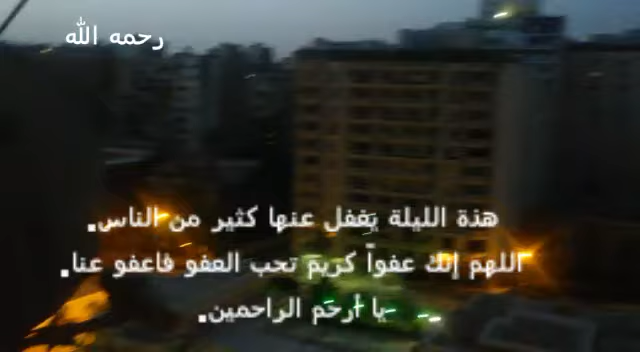 رحمه الله
هذة الليلة يغفل عنها كثير من الناس.
اللهم إنك عفواً كريم تحب العفو فاعفو عنا.
يا أرحم الراحمين.